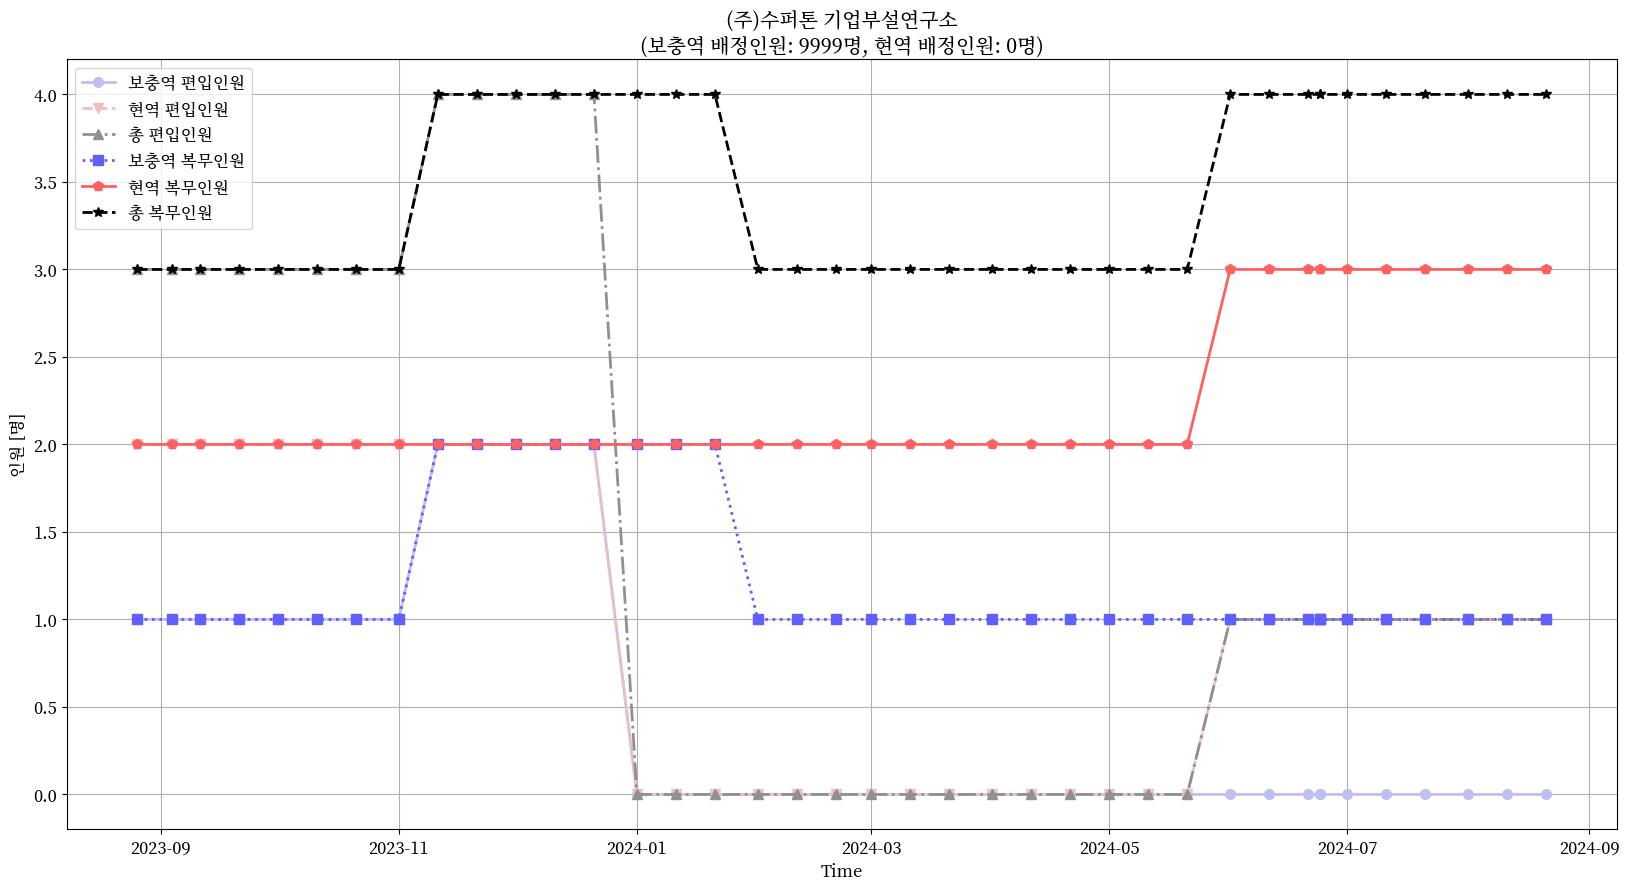 (주)수퍼톤 기업부설연구소
(보충역 배정인원: 9999명, 현역 배정인원: 0명)
보충역 편입인원
현역 편입인원
총 편입인원
보충역 복무인원
현역 복무인원
총 복무인원
4.0
3.5
3.0
2.5
2.0
1.5
1.0
0.5
0.0
인원 [명]
2023-09 2023-11 2024-01 2024-03 2024-05 2024-07 2024-09
Time